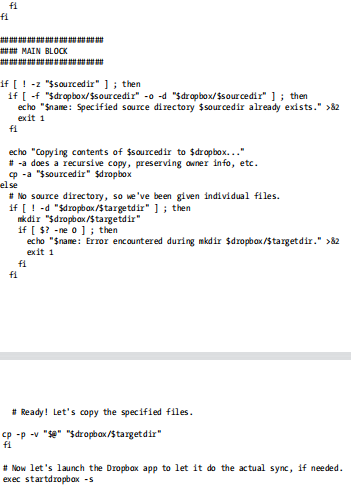 fi
fi
########################
#### MAIN BLOCK
########################
if [ ! -z "$sourcedir" ] ; then
if [ -f "$dropbox/$sourcedir" -o -d "$dropbox/$sourcedir" ] ; then
echo "$name: Specified source directory $sourcedir already exists." >&2
exit 1
fi
echo "Copying contents of $sourcedir to $dropbox..."
# -a does a recursive copy, preserving owner info, etc.
cp -a "$sourcedir" $dropbox
else
# No source directory, so we've been given individual files.
if [ ! -d "$dropbox/$targetdir" ] ; then
mkdir "$dropbox/$targetdir"
if [ $? -ne 0 ] ; then
echo "$name: Error encountered during mkdir $dropbox/$targetdir." >&2
exit 1
fi
fi
# Ready! Let's copy the specified files.
cp -p -v "$@" "$dropbox/$targetdir"
fi
# Now let's launch the Dropbox app to let it do the actual sync, if needed.
exec startdropbox -s